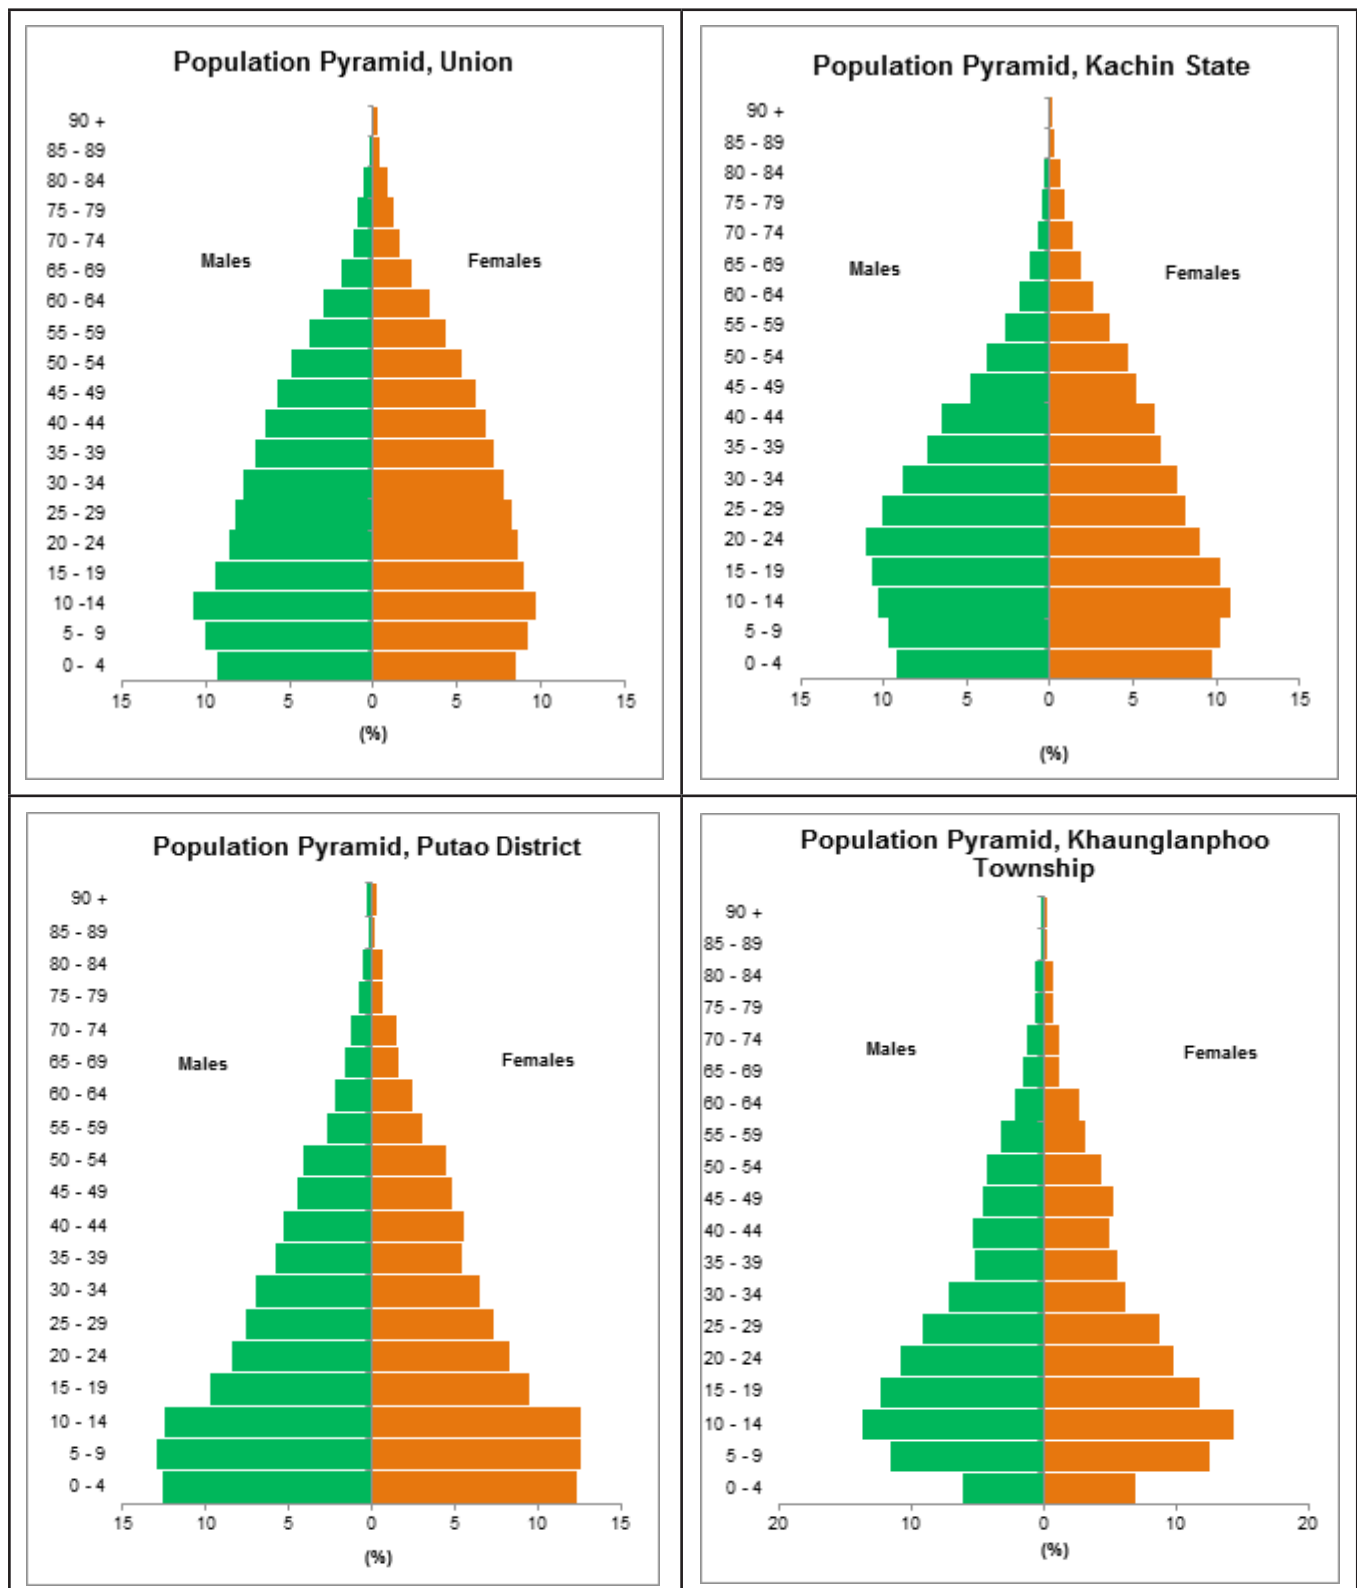 Population Pyramid, Union
90 +
85 - 89
80 - 84
75 - 79
70 - 74
65 - 69
60 - 64
55 - 59
50 - 54
45 - 49
40 - 44
35 - 39
30 - 34
25 - 29
20 - 24
15 - 19
10 -14
5 - 9
0 - 4
Males
Females
15 10 5 0 5 10 15
(%)
Population Pyramid, Kachin State
90 +
85 - 89
80 - 84
75 - 79
70 - 74
65 - 69
60 - 64
55 - 59
50 - 54
45 - 49
40 - 44
35 - 39
30 - 34
25 - 29
20 - 24
15 - 19
10 - 14
5 - 9
0 - 4
Males
Females
15 10 5 0 5 10 15
(%)
Population Pyramid, Putao District
90 +
85 - 89
80 - 84
75 - 79
70 - 74
65 - 69
60 - 64
55 - 59
50 - 54
45 - 49
40 - 44
35 - 39
30 - 34
25 - 29
20 - 24
15 - 19
10 - 14
5 - 9
0 - 4
Males
Females
15 10 5 0 5 10 15
(%)
Population Pyramid, Khaunglanphoo
Township
90 +
85 - 89
80 - 84
75 - 79
70 - 74
65 - 69
60 - 64
55 - 59
50 - 54
45 - 49
40 - 44
35 - 39
30 - 34
25 - 29
20 - 24
15 - 19
10 - 14
5 - 9
0 - 4
Males
Females
20 10 0 10 20
(%)